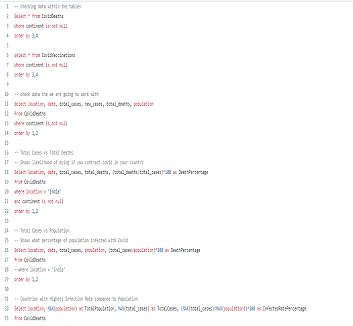 1 -- checking data within the tables
2 Select * from CovidDeaths
3 Where continent is not null
4 order by 3,4
5
6 select * from CovidVaccinations
7 Where continent is not null
8 order by 3,4
9
10 -- check data the we are going to work with
11 Select location, date, total_cases, new_cases, total_deaths, population
12 from CovidDeaths
13 Where continent is not null
14 order by 1,2
15
16 -- Total Cases vs Total Deaths
17 -- Shows likelihood of dying if you contract covid in your country
18 Select location, date, total_cases, total_deaths, (total_deaths/total_cases)*100 as DeathPercentage
19 from CovidDeaths
20 where location = 'India'
21 and continent is not null
22 order by 1,2
23
24 -- Total Cases vs Population
25 -- Shows what percentage of population infected with Covid
26 Select location, date, total_cases, population, (total_cases/population)*100 as DeathPercentage
27 from CovidDeaths
28 --where location = 'India'
29 order by 1,2
30
31 -- Countries with Highest Infection Rate compared to Population
32 Select location, MAX(population) as TotalPopulation, MAX(total_cases) as TotalCases, (MAX(total_cases)/MAX(population))*100 as InfectedRatePercentage
33 from CovidDeaths